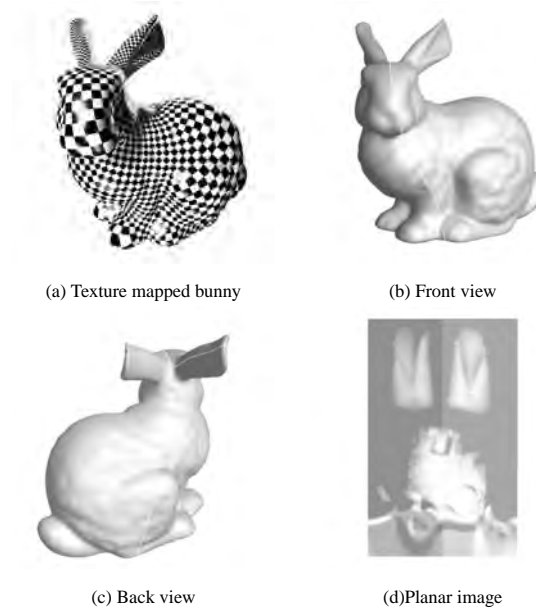 (a) Texture mapped bunny
(b) Front view
(c) Back view
(d)Planar image